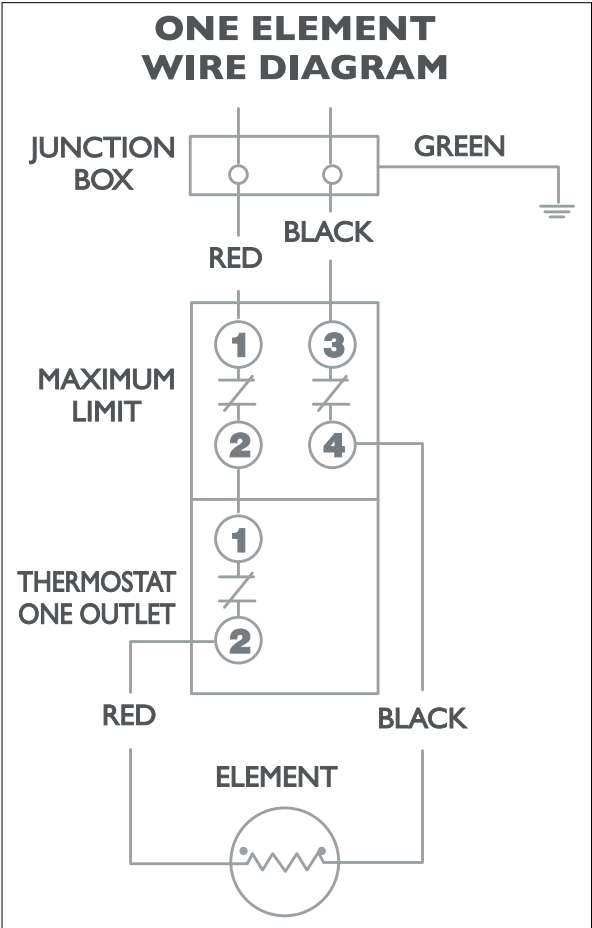 ONE ELEMENT
WIRE DIAGRAM
JUNCTION
BOX
GREEN
BLACK
RED
1
3
MAXIMUM
LIMIT
2
4
1
THERMOSTAT
ONE OUTLET
2
RED
BLACK
ELEMENT